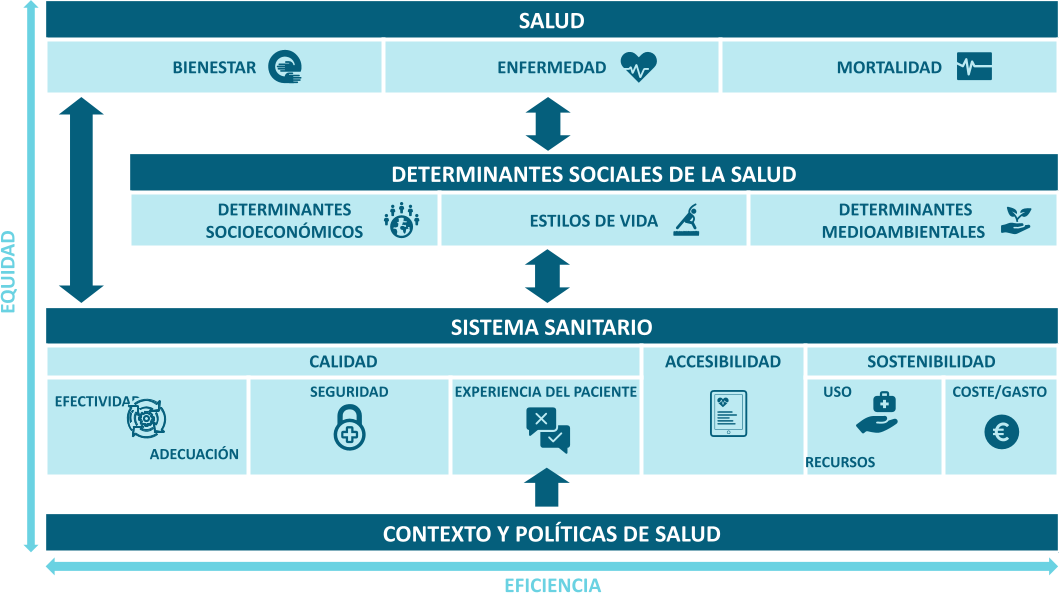 SALUD
BIENESTAR
ENFERMEDAD
MORTALIDAD
DETERMINANTES SOCIALES DE LA SALUD
DETERMINANTES
SOCIOECONÓMICOS
ESTILOS DE VIDA
DETERMINANTES
MEDIOAMBIENTALES
EQUIDAD
SISTEMA SANITARIO
CALIDAD
ACCESIBILIDAD
SOSTENIBILIDAD
EFECTIVIDAD
ADECUACIÓN
SEGURIDAD
EXPERIENCIA DEL PACIENTE
USO
RECURSOS
COSTE/GASTO
€
CONTEXTO Y POLÍTICAS DE SALUD
EFICIENCIA